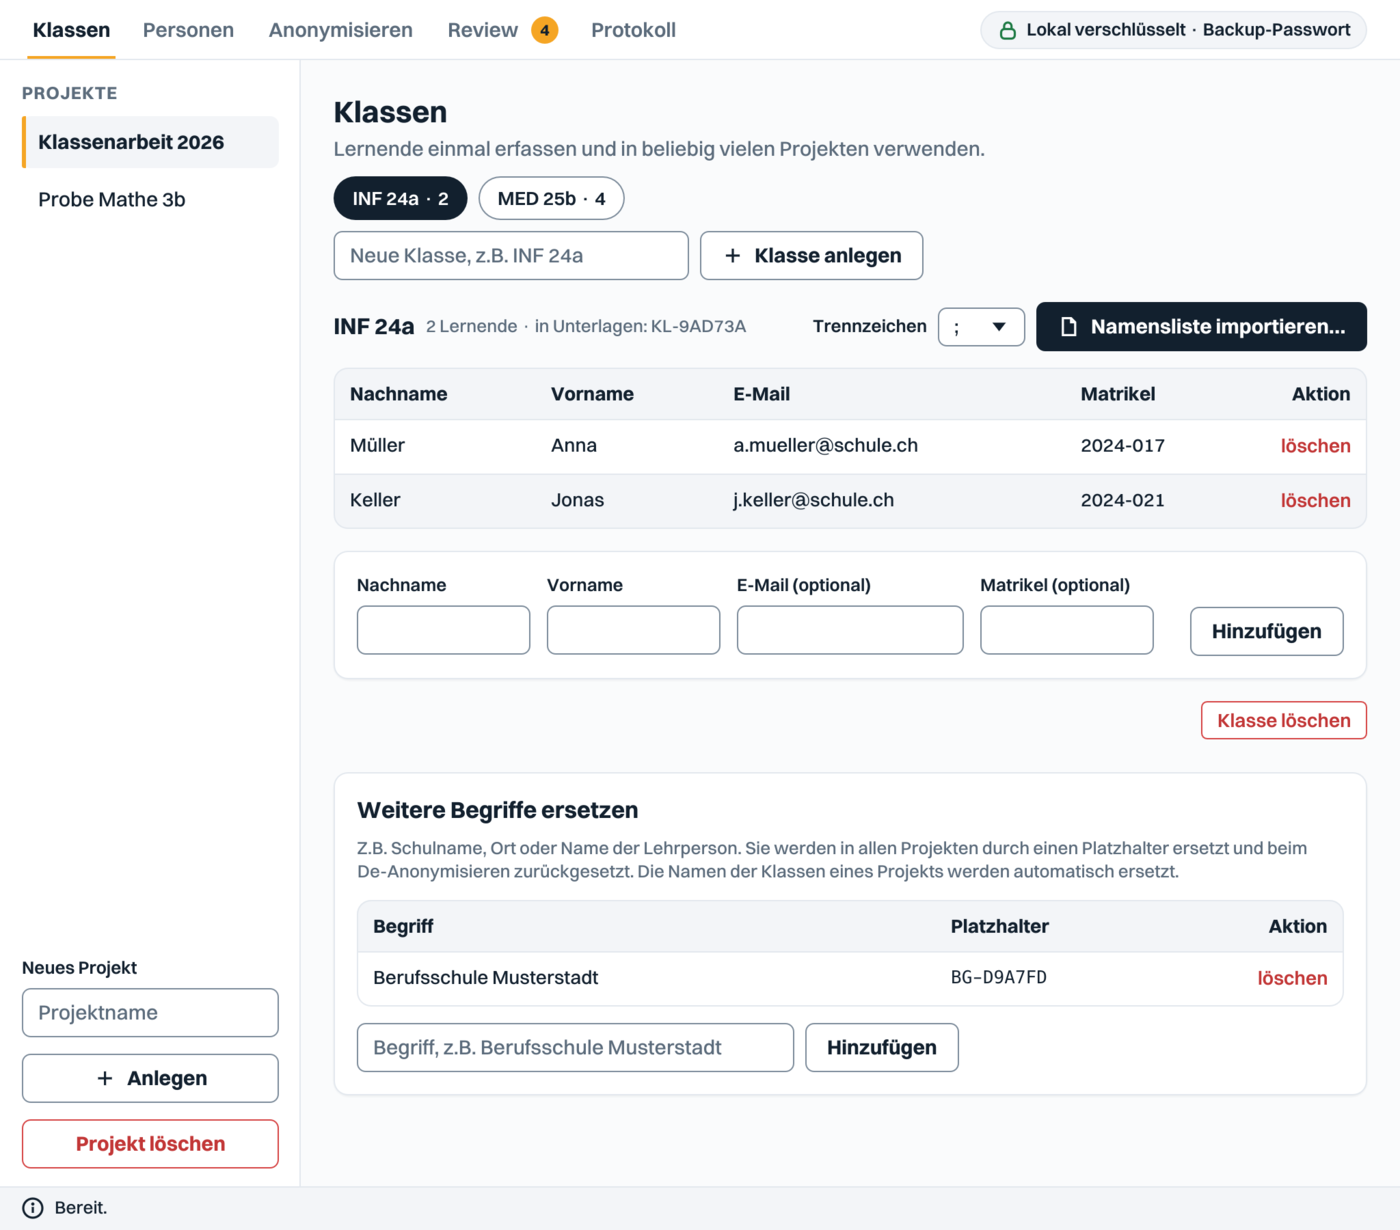 Klassen Personen Anonymisieren Review 4 Protokoll Lokal verschlüsselt · Backup-Passwort
PROJEKTE
Klassenarbeit 2026
Probe Mathe 3b
Klassen
Lernende einmal erfassen und in beliebig vielen Projekten verwenden.
INF 24a · 2 MED 25b · 4
Neue Klasse, z.B. INF 24a + Klasse anlegen
INF 24a 2 Lernende · in Unterlagen: KL-9AD73A Trennzeichen ; Namensliste importieren...
Nachname Vorname E-Mail Matrikel Aktion
Müller Anna a.mueller@schule.ch 2024-017 löschen
Keller Jonas j.keller@schule.ch 2024-021 löschen
Nachname Vorname E-Mail (optional) Matrikel (optional)
Hinzufügen
Klasse löschen
Weitere Begriffe ersetzen
Z.B. Schulname, Ort oder Name der Lehrperson. Sie werden in allen Projekten durch einen Platzhalter ersetzt und beim
De-Anonymisieren zurückgesetzt. Die Namen der Klassen eines Projekts werden automatisch ersetzt.
Begriff Platzhalter Aktion
Berufsschule Musterstadt BG-D9A7FD löschen
Begriff, z.B. Berufsschule Musterstadt Hinzufügen
Neues Projekt
Projektname
+ Anlegen
Projekt löschen
Bereit.